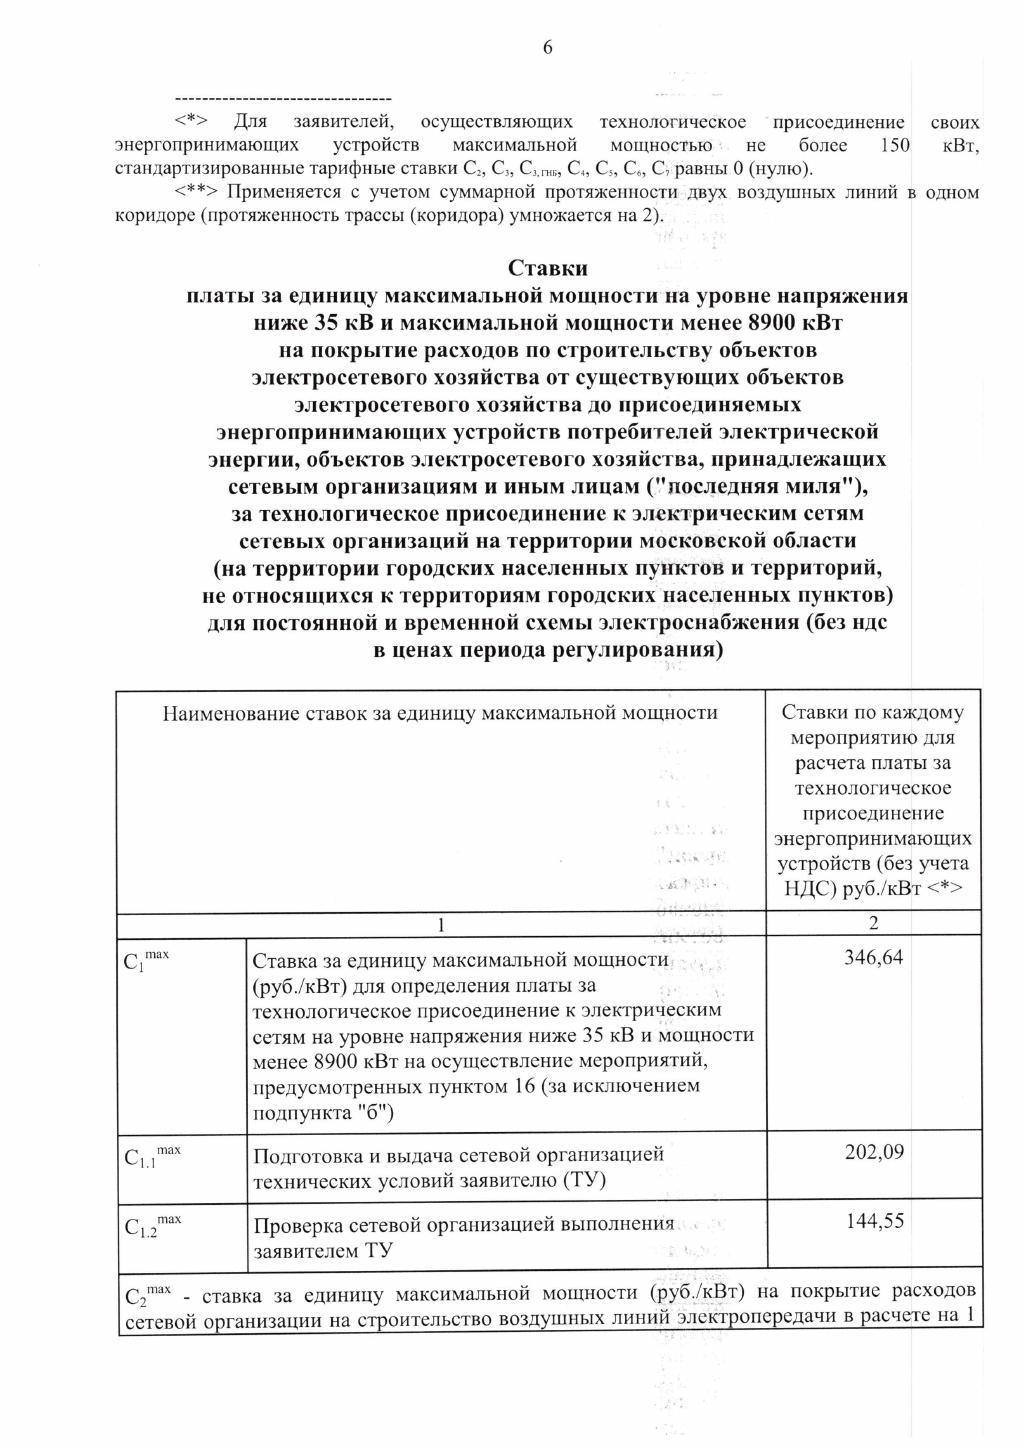 6
--------------------------------
<*> Для заявителей, осуществляющих технологическое присоединение своих
энергопринимающих устройств максимальной мощностью не более 150 кВт,
стандартизированные тарифные ставки С₂, С₃, С₃,ГНБ, С₄, С₅, С₆, С₇ равны 0 (нулю).
<**> Применяется с учетом суммарной протяженности двух воздушных линий в одном
коридоре (протяженность трассы (коридора) умножается на 2).
Ставки
платы за единицу максимальной мощности на уровне напряжения
ниже 35 кВ и максимальной мощности менее 8900 кВт
на покрытие расходов по строительству объектов
электросетевого хозяйства от существующих объектов
электросетевого хозяйства до присоединяемых
энергопринимающих устройств потребителей электрической
энергии, объектов электросетевого хозяйства, принадлежащих
сетевым организациям и иным лицам ("последняя миля"),
за технологическое присоединение к электрическим сетям
сетевых организаций на территории московской области
(на территории городских населенных пунктов и территорий,
не относящихся к территориям городских населенных пунктов)
для постоянной и временной схемы электроснабжения (без ндс
в ценах периода регулирования)
Наименование ставок за единицу максимальной мощности
Ставки по каждому
мероприятию для
расчета платы за
технологическое
присоединение
энергопринимающих
устройств (без учета
НДС) руб./кВт <*>
1
2
С₁ᵐᵃˣ
Ставка за единицу максимальной мощности
(руб./кВт) для определения платы за
технологическое присоединение к электрическим
сетям на уровне напряжения ниже 35 кВ и мощности
менее 8900 кВт на осуществление мероприятий,
предусмотренных пунктом 16 (за исключением
подпункта "б")
346,64
С₁.₁ᵐᵃˣ
Подготовка и выдача сетевой организацией
технических условий заявителю (ТУ)
202,09
С₁.₂ᵐᵃˣ
Проверка сетевой организацией выполнения
заявителем ТУ
144,55
С₂ᵐᵃˣ - ставка за единицу максимальной мощности (руб./кВт) на покрытие расходов
сетевой организации на строительство воздушных линий электропередачи в расчете на 1